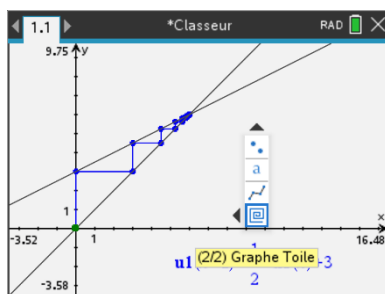 1.1
*Classeur
RAD
9.75
y
1
x
-3.52
1
16.48
a
u1(
(2/2) Graphe Toile
-3
2
-3.58